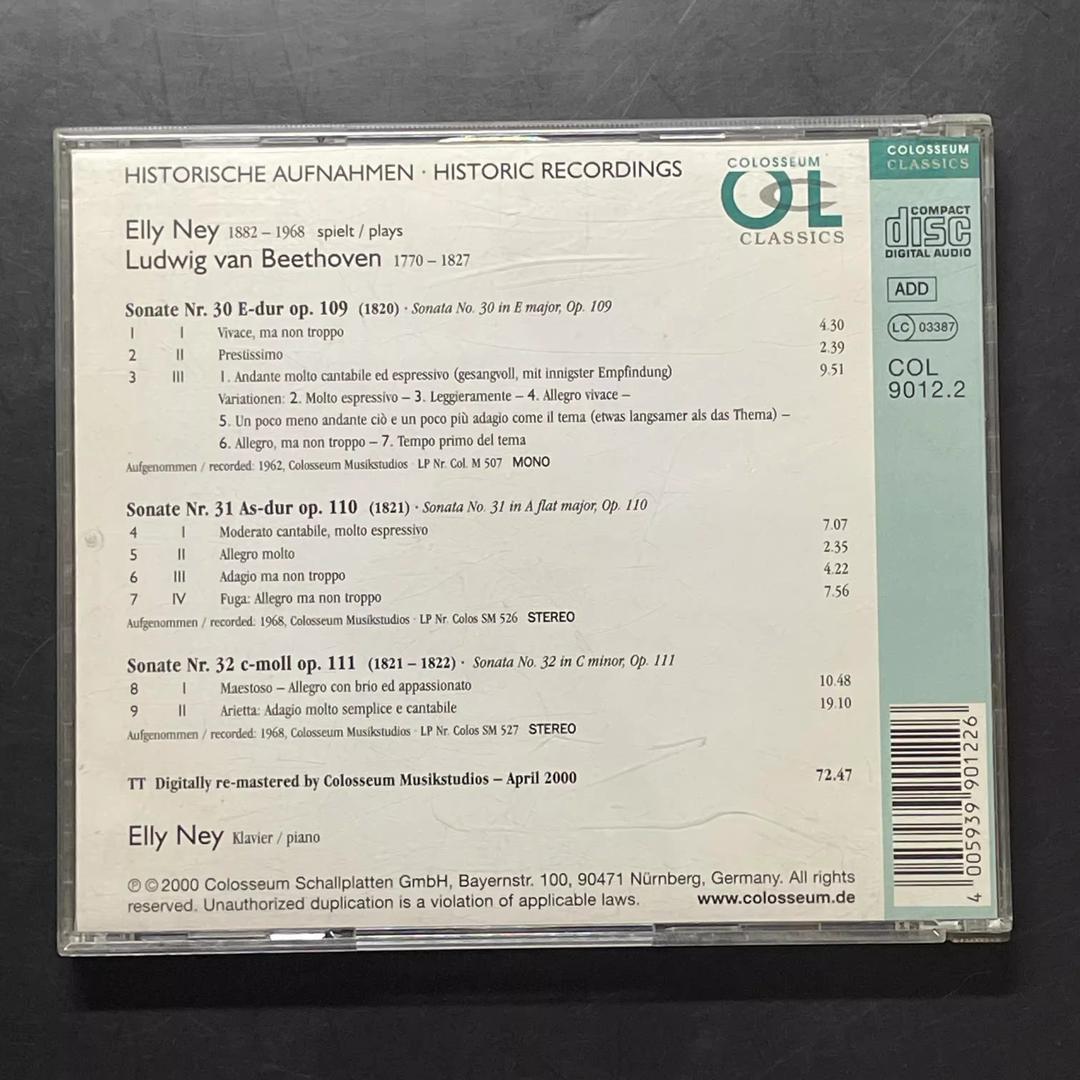 HISTORISCHE AUFNAHMEN · HISTORIC RECORDINGS
COLOSSEUM
COL
CLASSICS
Elly Ney 1882 – 1968 spielt / plays
Ludwig van Beethoven 1770 – 1827
Sonate Nr. 30 E-dur op. 109 (1820) · Sonata No. 30 in E major, Op. 109
1 I Vivace, ma non troppo 4.30
2 II Prestissimo 2.39
3 III 1. Andante molto cantabile ed espressivo (gesangvoll, mit innigster Empfindung) 9.51
Variationen: 2. Molto espressivo – 3. Leggieramente – 4. Allegro vivace –
5. Un poco meno andante ciò e un poco più adagio come il tema (etwas langsamer als das Thema) –
6. Allegro, ma non troppo – 7. Tempo primo del tema
Aufgenommen / recorded: 1962, Colosseum Musikstudios · LP Nr. Col. M 507 MONO
Sonate Nr. 31 As-dur op. 110 (1821) · Sonata No. 31 in A flat major, Op. 110
4 I Moderato cantabile, molto espressivo 7.07
5 II Allegro molto 2.35
6 III Adagio ma non troppo 4.22
7 IV Fuga: Allegro ma non troppo 7.56
Aufgenommen / recorded: 1968, Colosseum Musikstudios · LP Nr. Colos SM 526 STEREO
Sonate Nr. 32 c-moll op. 111 (1821 – 1822) · Sonata No. 32 in C minor, Op. 111
8 I Maestoso – Allegro con brio ed appassionato 10.48
9 II Arietta: Adagio molto semplice e cantabile 19.10
Aufgenommen / recorded: 1968, Colosseum Musikstudios · LP Nr. Colos SM 527 STEREO
TT Digitally re-mastered by Colosseum Musikstudios – April 2000 72.47
Elly Ney Klavier / piano
℗ © 2000 Colosseum Schallplatten GmbH, Bayernstr. 100, 90471 Nürnberg, Germany. All rights
reserved. Unauthorized duplication is a violation of applicable laws. www.colosseum.de
COLOSSEUM
CLASSICS
COMPACT
disc
DIGITAL AUDIO
ADD
LC 03387
COL
9012.2
4 005939 901226